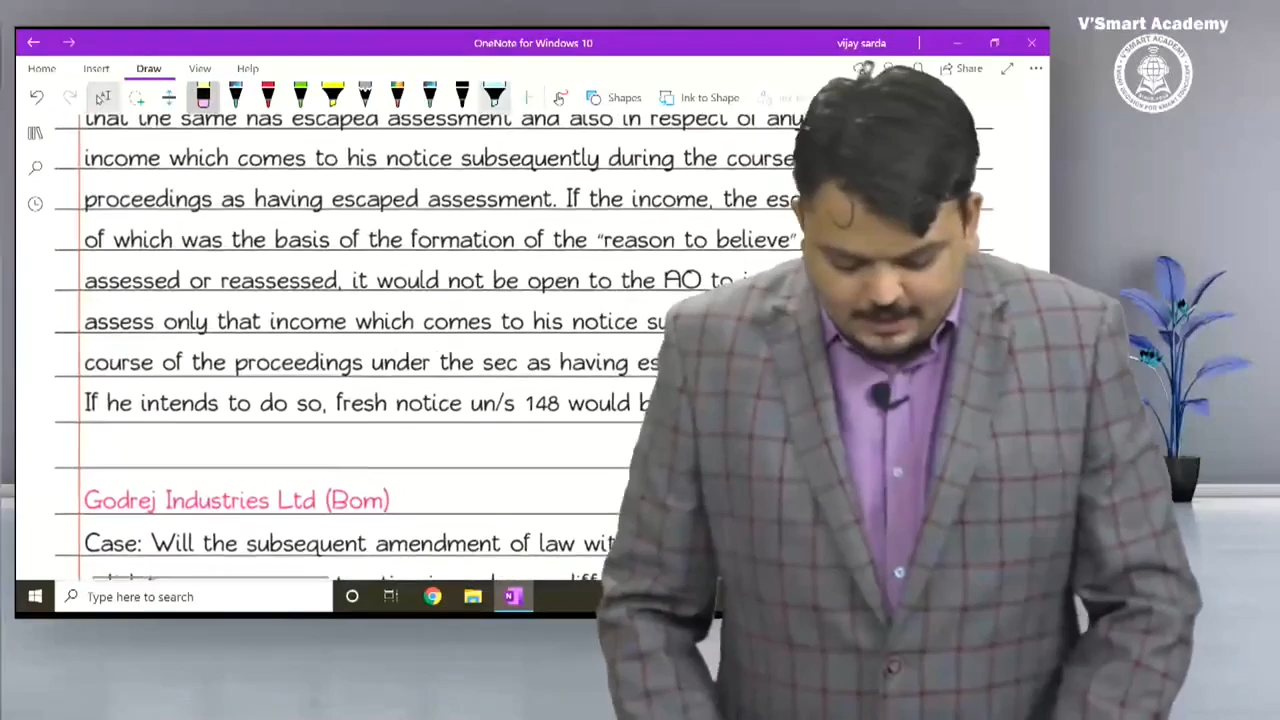 V'Smart Academy
OneNote for Windows 10
vijay sarda
Home Insert Draw View Help
Share
Shapes
Ink to Shape
that the same has escaped assessment and also in respect of any
income which comes to his notice subsequently during the course
proceedings as having escaped assessment. If the income, the
of which was the basis of the formation of the “reason to believe”
assessed or reassessed, it would not be open to the AO to
assess only that income which comes to his notice
course of the proceedings under the sec as having
If he intends to do so, fresh notice un/s 148 would
Godrej Industries Ltd (Bom)
Case: Will the subsequent amendment of law
Type here to search